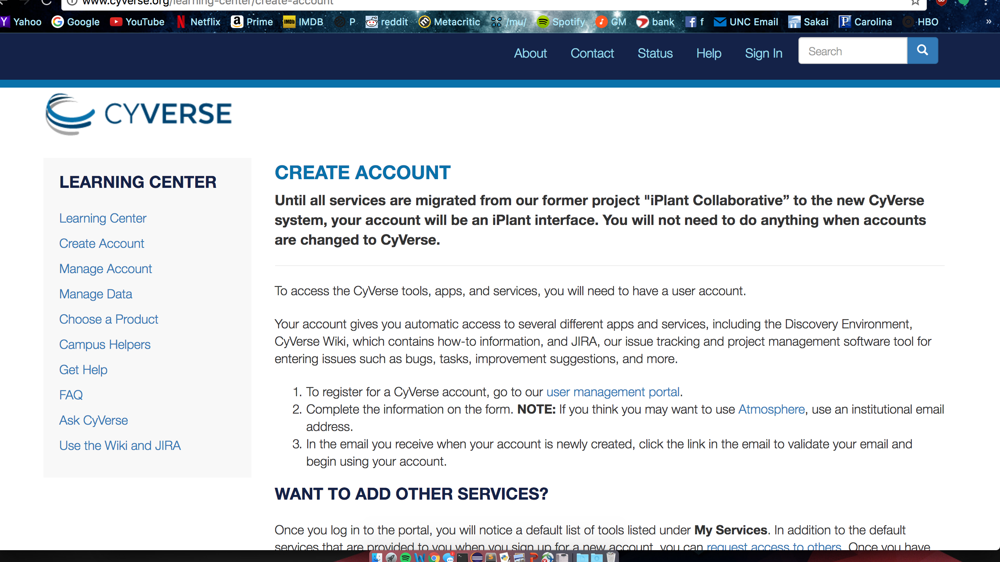 www.cyverse.org/learning-center/create-account
Yahoo Google YouTube Netflix Prime IMDB P reddit Metacritic /mu/ Spotify GM bank f UNC Email Sakai Carolina HBO »
About Contact Status Help Sign In Search
CYVERSE
LEARNING CENTER
Learning Center
Create Account
Manage Account
Manage Data
Choose a Product
Campus Helpers
Get Help
FAQ
Ask CyVerse
Use the Wiki and JIRA
CREATE ACCOUNT
Until all services are migrated from our former project "iPlant Collaborative” to the new CyVerse
system, your account will be an iPlant interface. You will not need to do anything when accounts
are changed to CyVerse.
To access the CyVerse tools, apps, and services, you will need to have a user account.
Your account gives you automatic access to several different apps and services, including the Discovery Environment,
CyVerse Wiki, which contains how-to information, and JIRA, our issue tracking and project management software tool for
entering issues such as bugs, tasks, improvement suggestions, and more.
1. To register for a CyVerse account, go to our user management portal.
2. Complete the information on the form. NOTE: If you think you may want to use Atmosphere, use an institutional email
address.
3. In the email you receive when your account is newly created, click the link in the email to validate your email and
begin using your account.
WANT TO ADD OTHER SERVICES?
Once you log in to the portal, you will notice a default list of tools listed under My Services. In addition to the default
services that are provided to you when you sign up for a new account, you can request access to others. Once you have